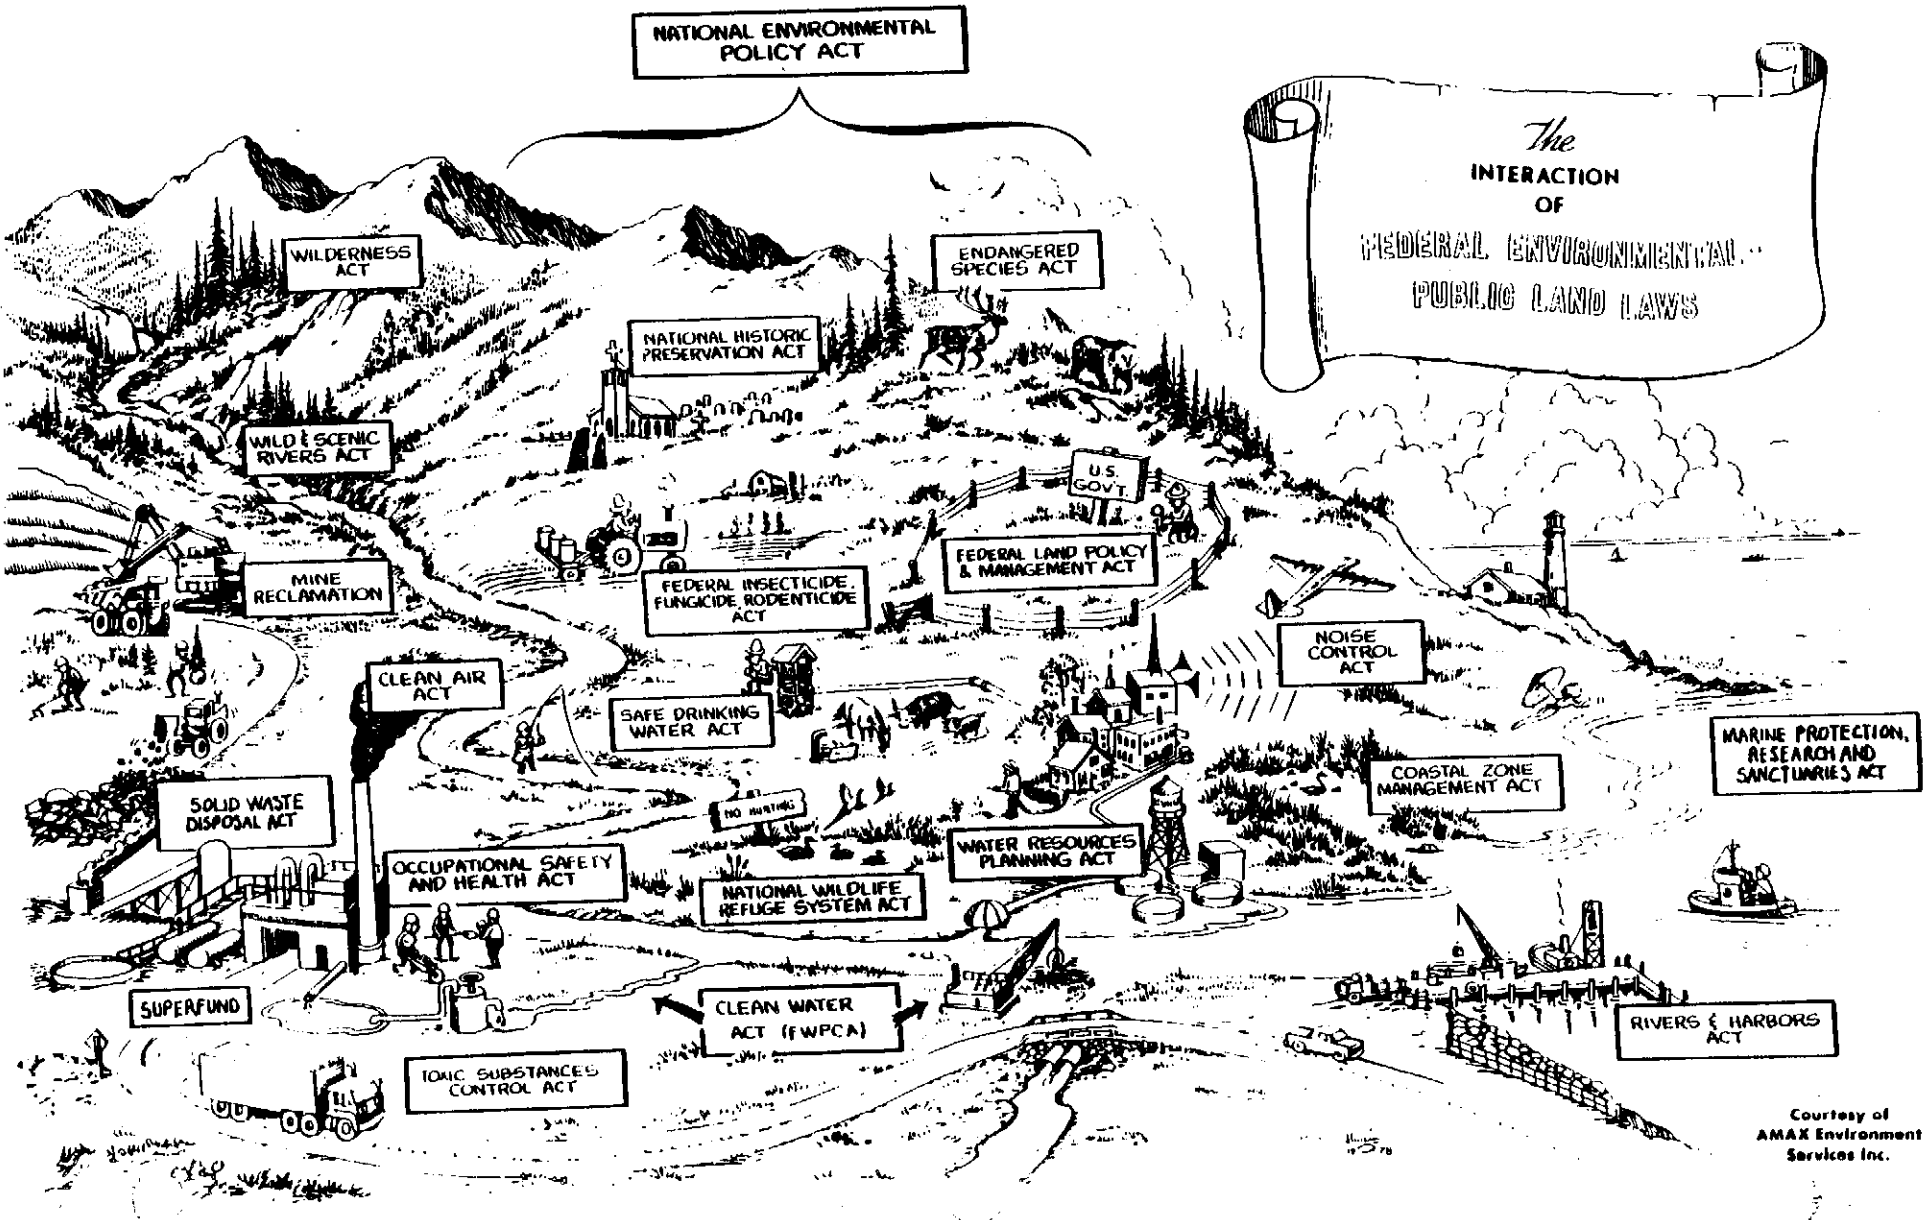 NATIONAL ENVIRONMENTAL
POLICY ACT
The
INTERACTION
OF
FEDERAL ENVIRONMENTAL
PUBLIC LAND LAWS
WILDERNESS
ACT
ENDANGERED
SPECIES ACT
NATIONAL HISTORIC
PRESERVATION ACT
WILD & SCENIC
RIVERS ACT
U.S.
GOV'T.
FEDERAL LAND POLICY
& MANAGEMENT ACT
MINE
RECLAMATION
FEDERAL INSECTICIDE,
FUNGICIDE, RODENTICIDE
ACT
NOISE
CONTROL
ACT
CLEAN AIR
ACT
SAFE DRINKING
WATER ACT
MARINE PROTECTION,
RESEARCH AND
SANCTUARIES ACT
COASTAL ZONE
MANAGEMENT ACT
SOLID WASTE
DISPOSAL ACT
NO HUNTING
WATER RESOURCES
PLANNING ACT
OCCUPATIONAL SAFETY
AND HEALTH ACT
NATIONAL WILDLIFE
REFUGE SYSTEM ACT
SUPERFUND
CLEAN WATER
ACT (FWPCA)
RIVERS & HARBORS
ACT
TOXIC SUBSTANCES
CONTROL ACT
Courtesy of
AMAX Environment
Services Inc.